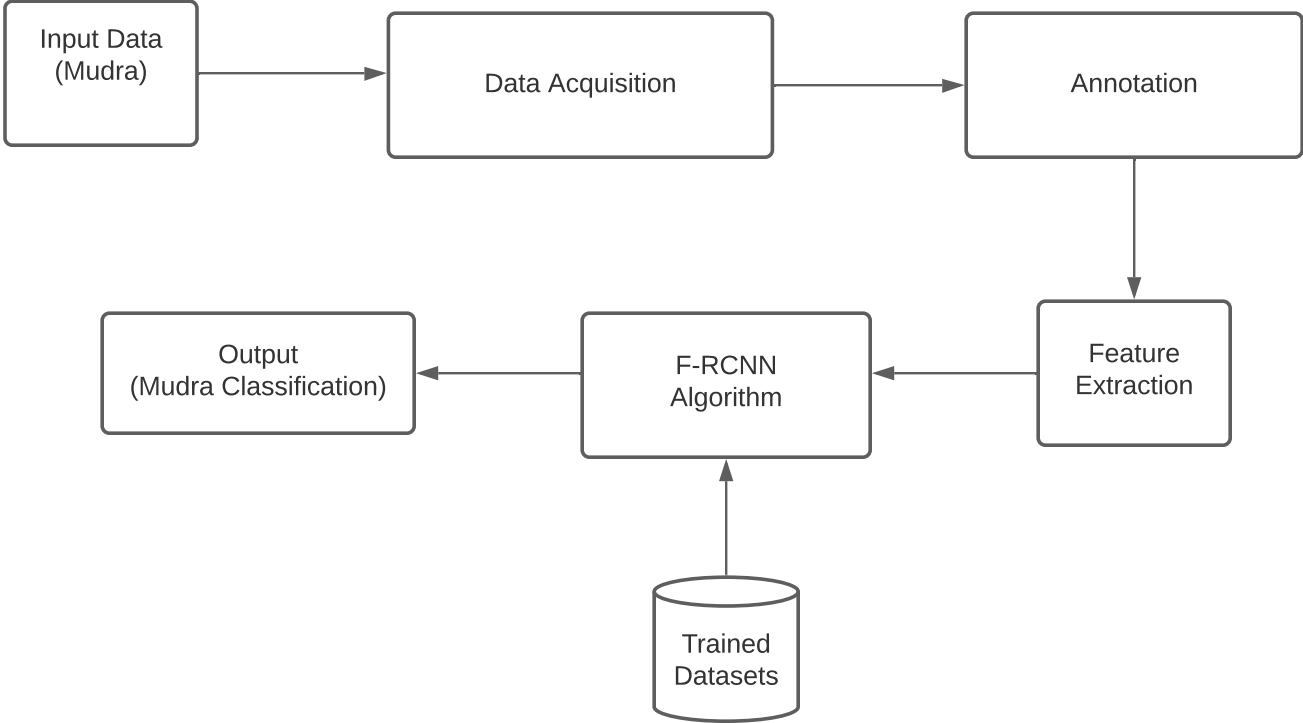 Input Data
(Mudra)
Data Acquisition
Annotation
Feature
Extraction
F-RCNN
Algorithm
Output
(Mudra Classification)
Trained
Datasets